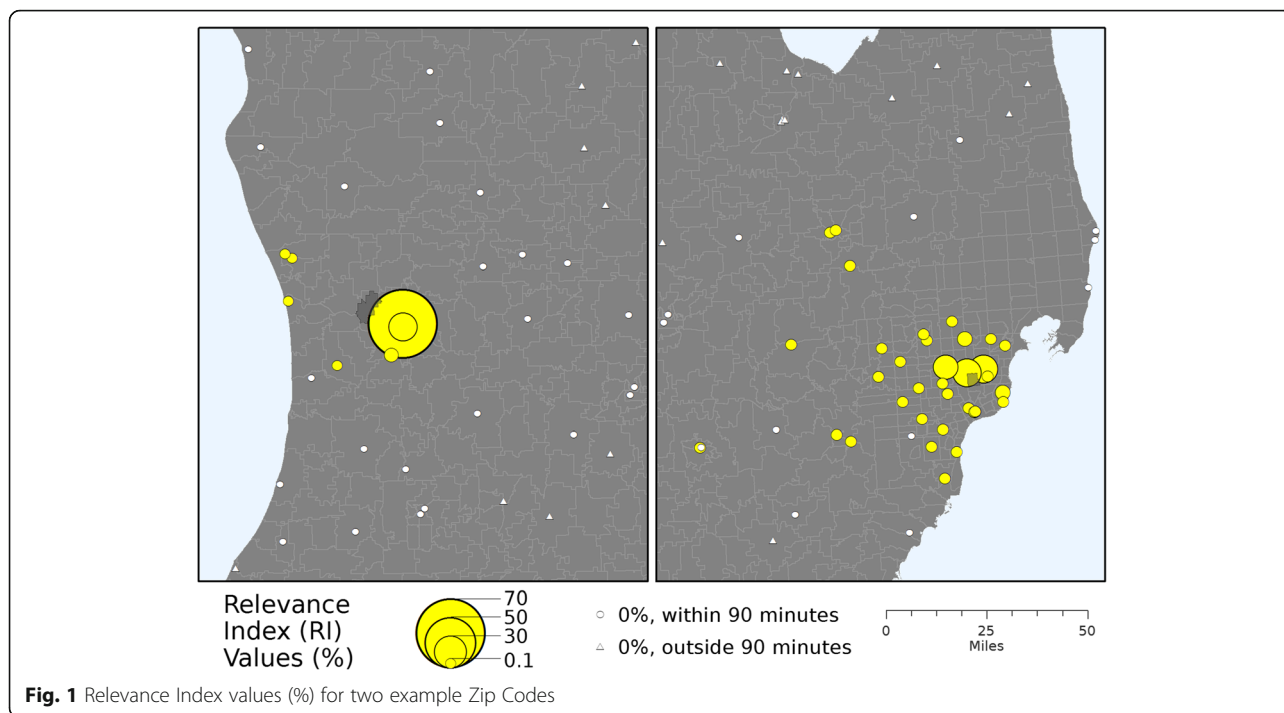 Relevance
Index (RI)
Values (%)
70
50
30
0.1
0%, within 90 minutes
0%, outside 90 minutes
0 25 50
Miles
Fig. 1 Relevance Index values (%) for two example Zip Codes